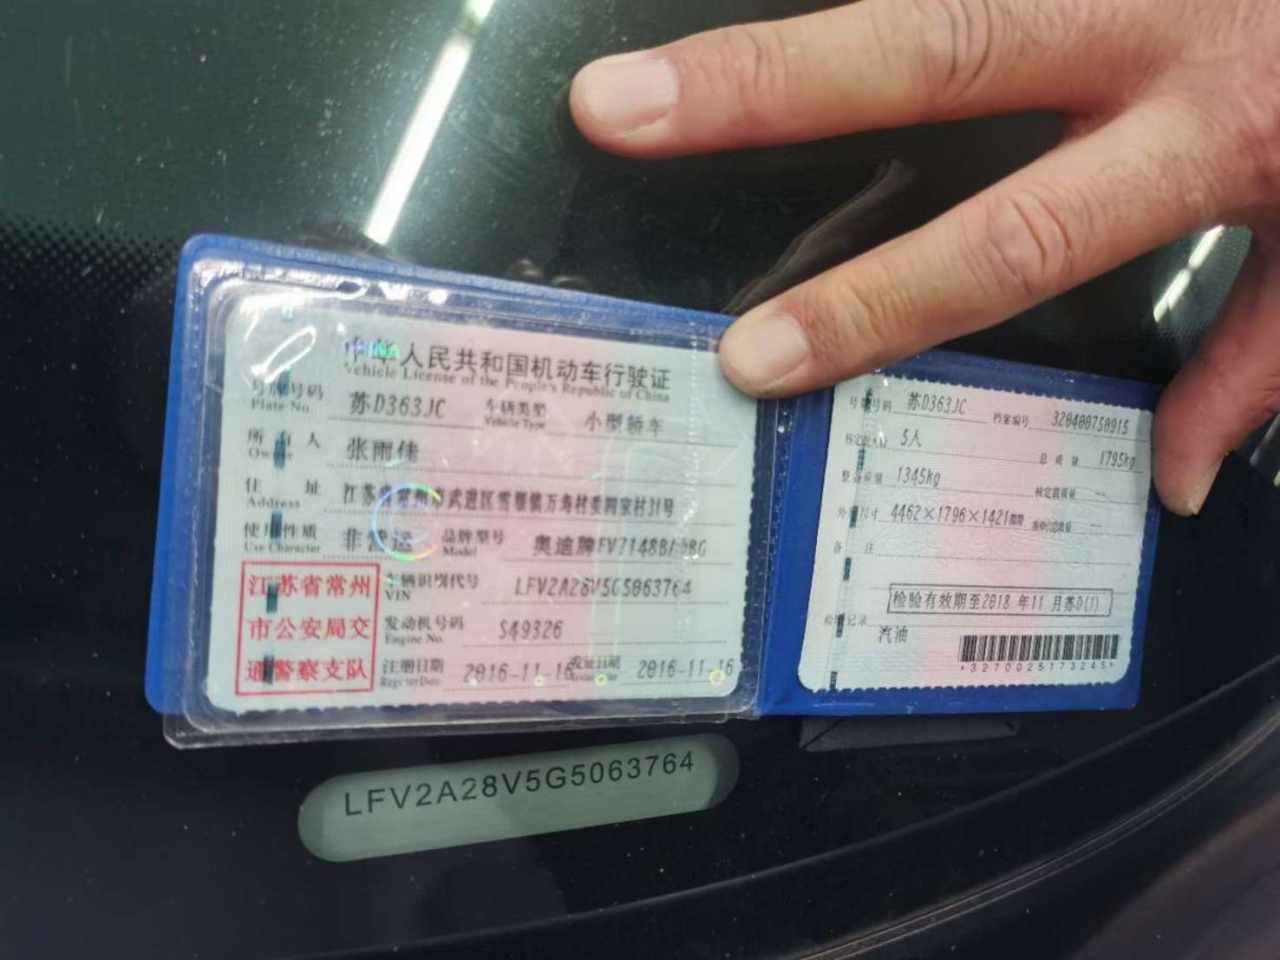 中华人民共和国机动车行驶证
Vehicle License of the People's Republic of China
号牌号码 苏D363JC 车辆类型 小型轿车
Plate No. Vehicle Type
所有人 张雨佳
Owner
住址 江苏省常州市武进区雪堰镇万寿村委周家村31号
Address
使用性质 非营运 品牌型号 奥迪牌FV7148B
Use Character Model
江苏省常州
市公安局交
通警察支队
车辆识别代号 LFV2A28V5G5063764
VIN
发动机号码 S49326
Engine No.
注册日期 2016-11-16 发证日期 2016-11-16
Register Date Issue Date
号牌号码 苏D363JC 档案编号 320400750915
核定载人数 5人 总质量 1795kg
整备质量 1345kg 核定载质量 --
外廓尺寸 4462×1796×1421mm 准牵引总质量 --
备注
检验有效期至2018年11月苏D(1)
检验记录
汽油
*3270025173245*
LFV2A28V5G5063764